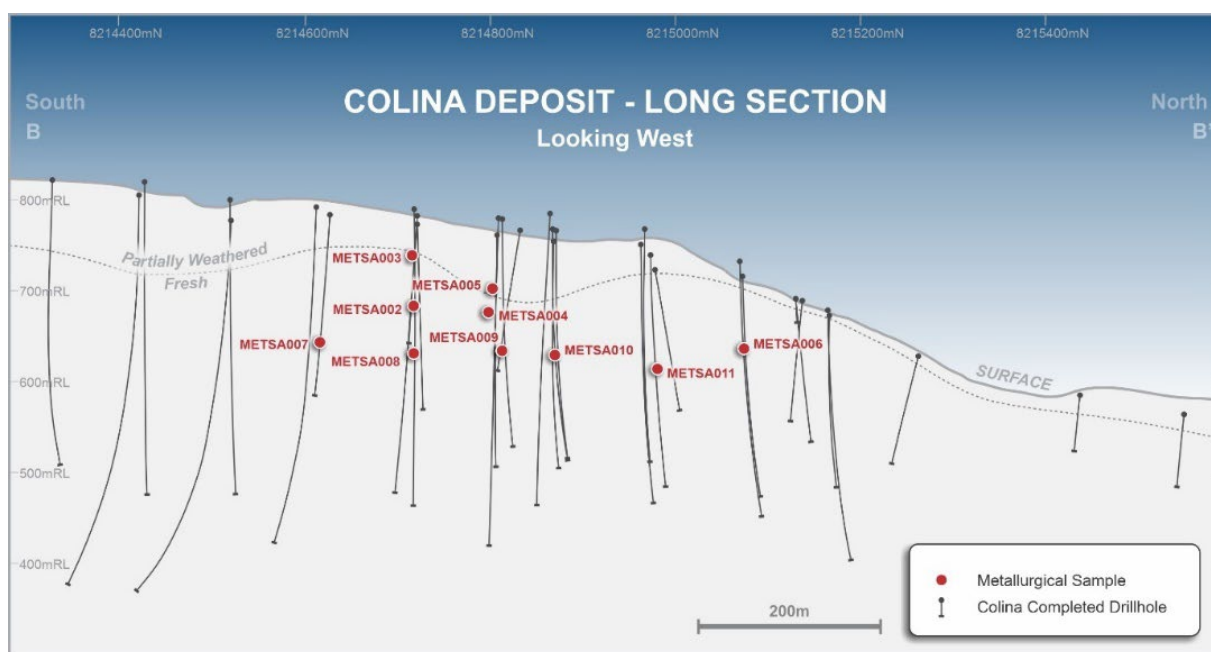 8214400mN 8214600mN 8214800mN 8215000mN 8215200mN 8215400mN
South
B
COLINA DEPOSIT - LONG SECTION
Looking West
North
B'
800mRL
Partially Weathered
Fresh
METSA003
700mRL
METSA005
METSA002
METSA004
METSA007
METSA009
METSA008
METSA010
METSA006
METSA011
600mRL
SURFACE
500mRL
400mRL
200m
Metallurgical Sample
Colina Completed Drillhole